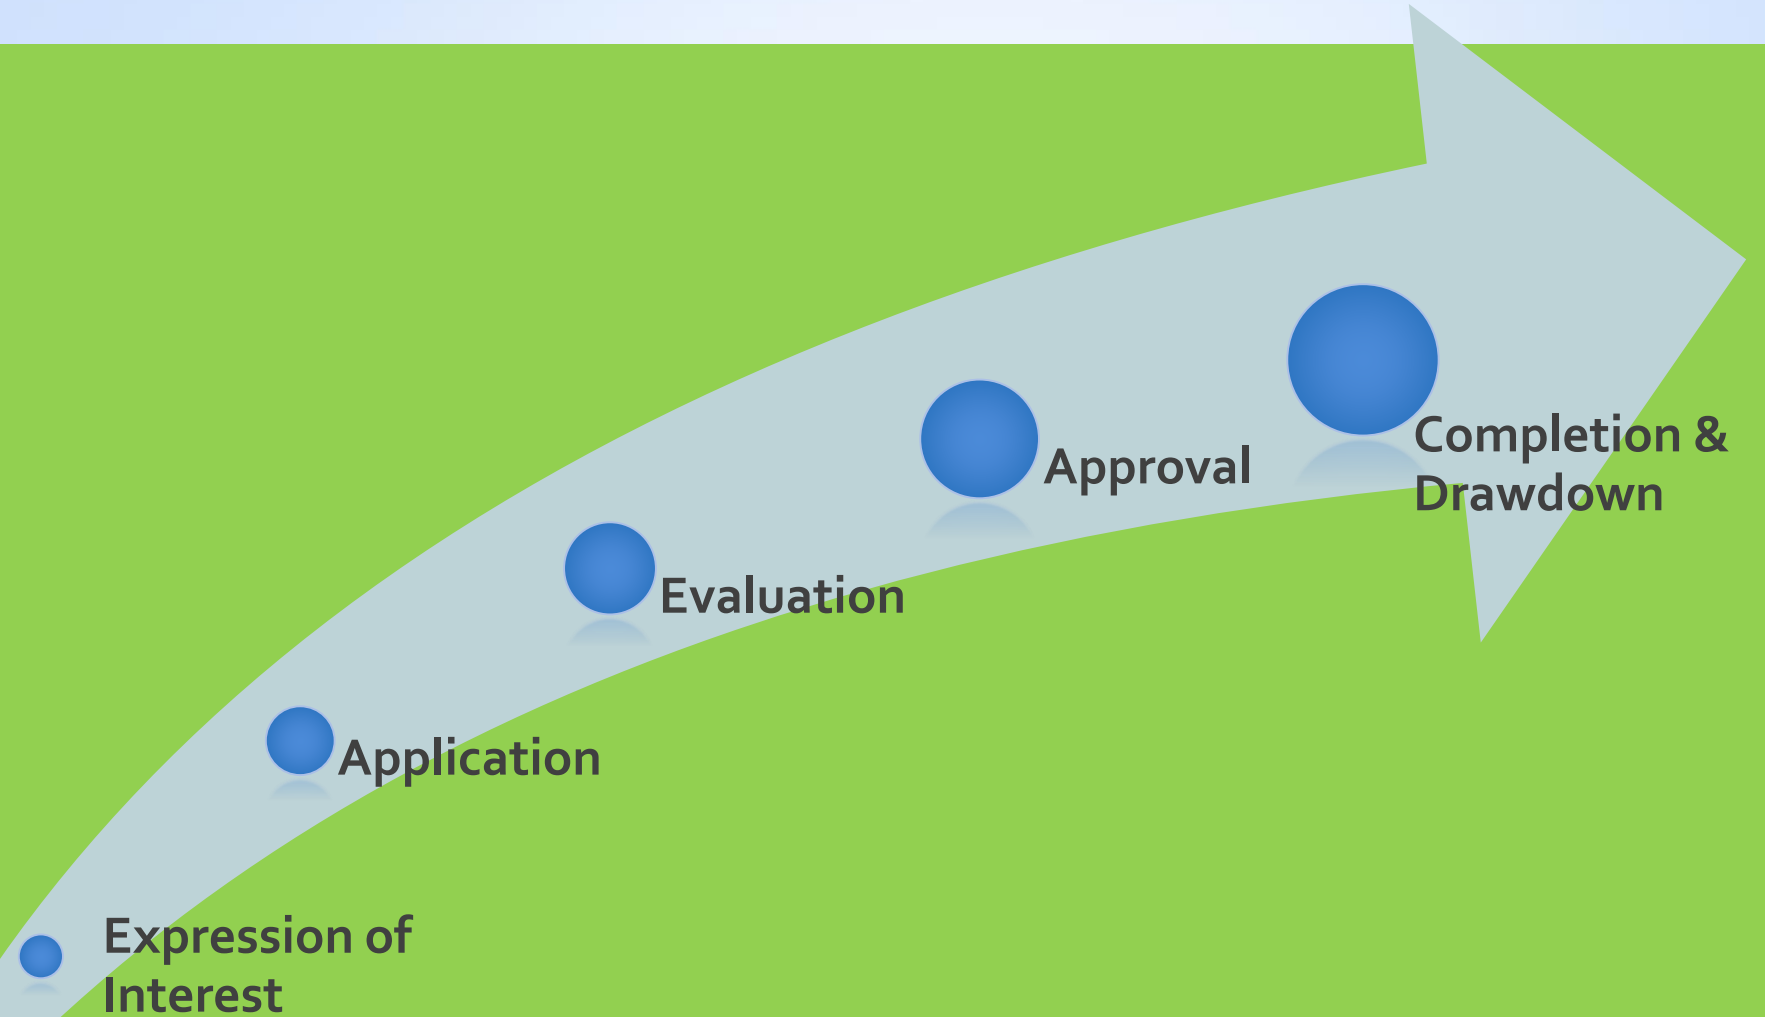 Expression of
Interest
Application
Evaluation
Approval
Completion &
Drawdown